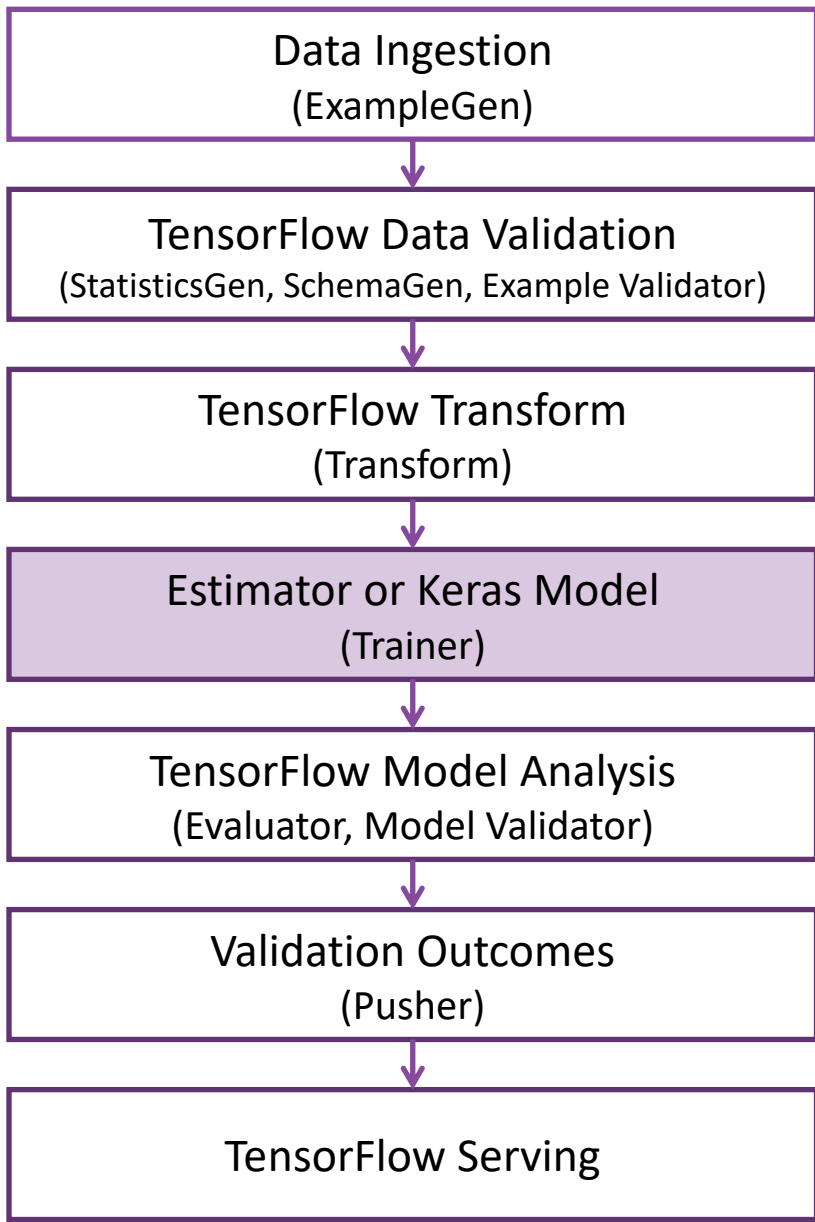 Data Ingestion
(ExampleGen)
TensorFlow Data Validation
(StatisticsGen, SchemaGen, Example Validator)
TensorFlow Transform
(Transform)
Estimator or Keras Model
(Trainer)
TensorFlow Model Analysis
(Evaluator, Model Validator)
Validation Outcomes
(Pusher)
TensorFlow Serving